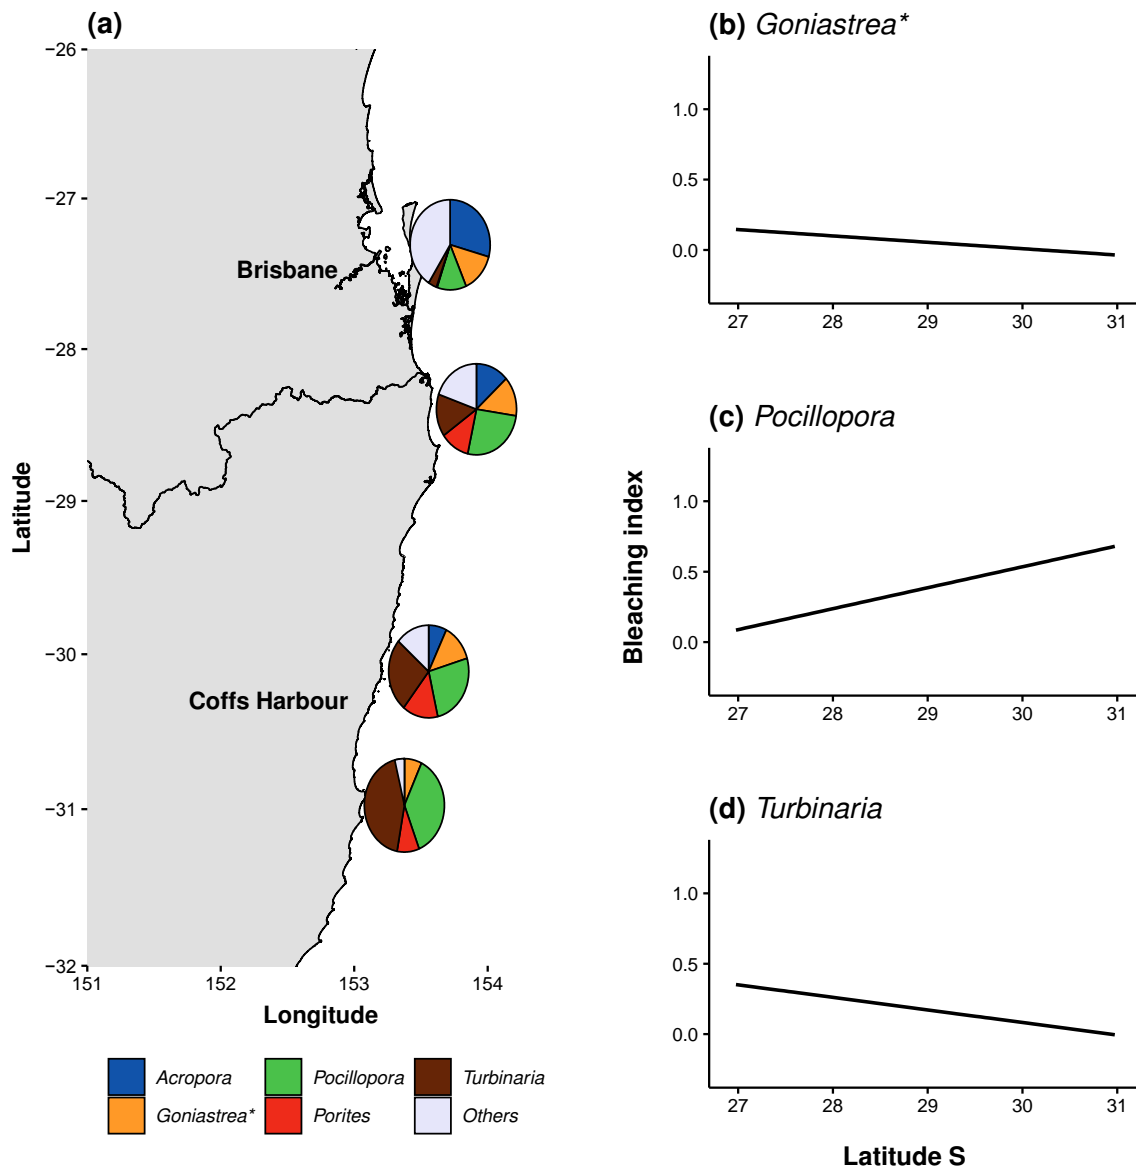 (a)
−26
−27
−28
−29
−30
−31
−32
Latitude
Brisbane
Coffs Harbour
151 152 153 154
Longitude
Acropora Pocillopora Turbinaria
Goniastrea* Porites Others
(b) Goniastrea*
1.0
0.5
0.0
27 28 29 30 31
(c) Pocillopora
Bleaching index
1.0
0.5
0.0
27 28 29 30 31
(d) Turbinaria
1.0
0.5
0.0
27 28 29 30 31
Latitude S